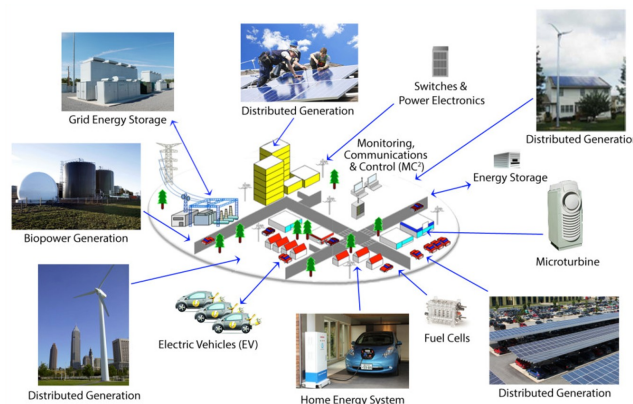 Grid Energy Storage
Distributed Generation
Switches &
Power Electronics
Distributed Generatio
Monitoring,
Communications
& Control (MC²)
Energy Storage
Biopower Generation
Microturbine
Electric Vehicles (EV)
Fuel Cells
Distributed Generation
Home Energy System
Distributed Generation